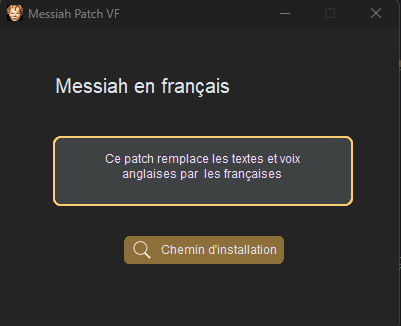 Messiah Patch VF
Messiah en français
Ce patch remplace les textes et voix
anglaises par les françaises
Chemin d'installation